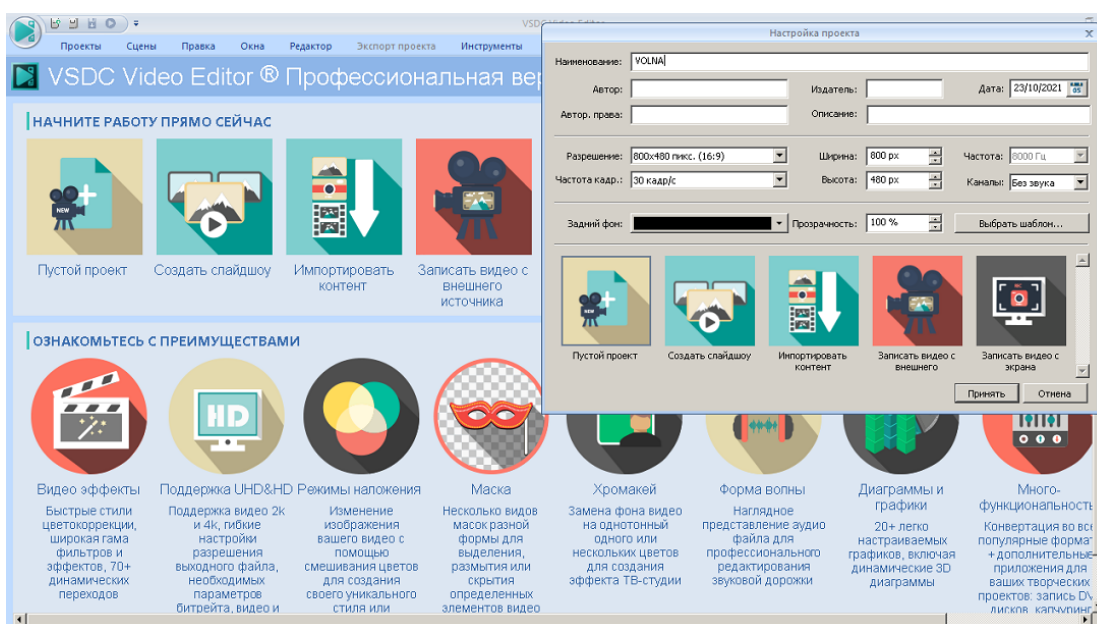 Проекты Сцены Правка Окна Редактор Экспорт проекта Инструменты
VSDC Video Editor ® Профессиональная
НАЧНИТЕ РАБОТУ ПРЯМО СЕЙЧАС
NEW
Пустой проект
Создать слайдшоу
Импортировать
контент
Записать видео с
внешнего
источника
ОЗНАКОМЬТЕСЬ С ПРЕИМУЩЕСТВАМИ
HD
Видео эффекты
Быстрые стили
цветокоррекции,
широкая гама
фильтров и
эффектов, 70+
динамических
переходов
Поддержка UHD&HD
Поддержка видео 2k
и 4k, гибкие
настройки
разрешения
выходного файла,
необходимых
параметров
битрейта, видео и
Режимы наложения
Изменение
изображения
вашего видео с
помощью
смешивания цветов
для создания
своего уникального
стиля или
Маска
Несколько видов
масок разной
формы для
выделения,
размытия или
скрытия
определенных
элементов видео
Хромакей
Замена фона видео
на однотонный
одного или
нескольких цветов
для создания
эффекта ТВ-студии
Форма волны
Наглядное
представление аудио
файла для
профессионального
редактирования
звуковой дорожки
Диаграммы и
графики
20+ легко
настраиваемых
графиков, включая
динамические 3D
диаграммы
Много-
функциональность
Конвертация во все
популярные
+ дополнительные
приложения для
ваших творческих
проектов: запись
дисков,
Настройка проекта
Наименование: VOLNA
Автор: Издатель: Дата: 23/10/2021
Автор. права: Описание:
Разрешение: 800x480 пикс. (16:9) Ширина: 800 px Частота: 8000 Гц
Частота кадр.: 30 кадр/с Высота: 480 px Каналы: Без звука
Задний фон: Прозрачность: 100 % Выбрать шаблон...
NEW
Пустой проект
Создать слайдшоу
Импортировать
контент
Записать видео с
внешнего
Записать видео с
экрана
Принять Отмена